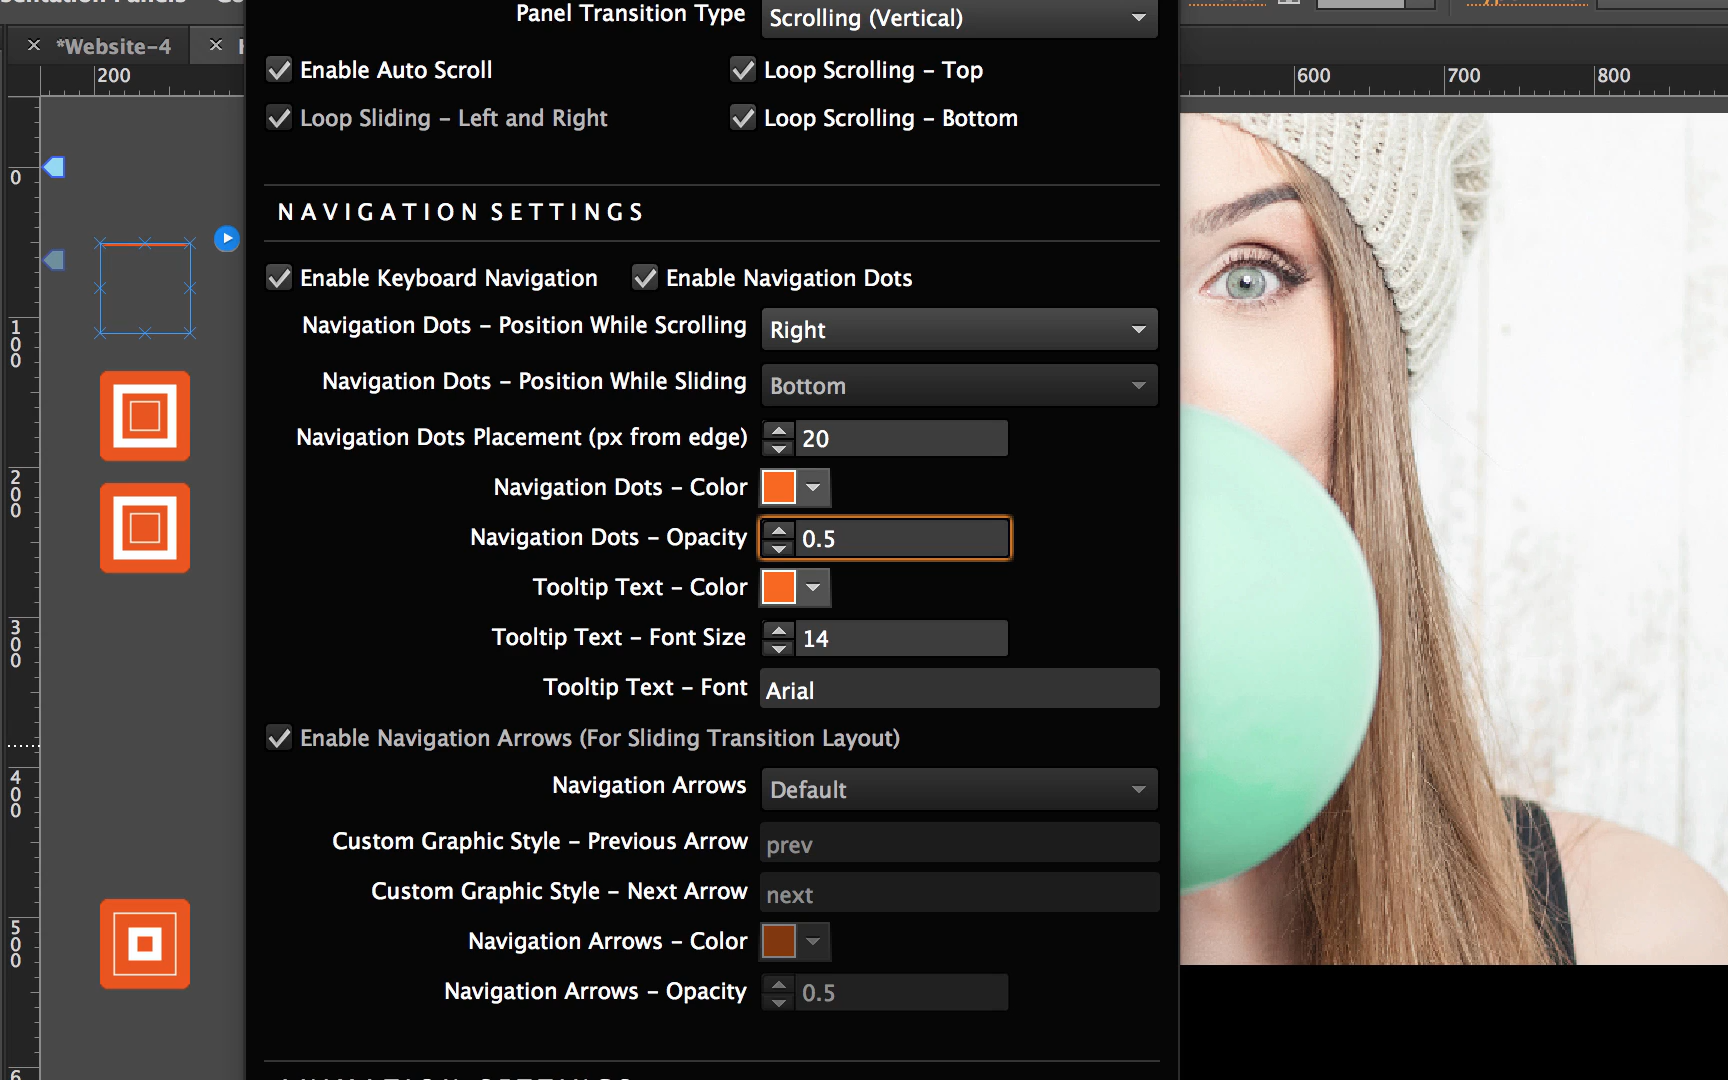 Panel Transition Type Scrolling (Vertical)
× *Website-4 ×
200 600 700 800
Enable Auto Scroll Loop Scrolling – Top
Loop Sliding – Left and Right Loop Scrolling – Bottom
NAVIGATION SETTINGS
Enable Keyboard Navigation Enable Navigation Dots
Navigation Dots – Position While Scrolling Right
Navigation Dots – Position While Sliding Bottom
Navigation Dots Placement (px from edge) 20
Navigation Dots – Color
Navigation Dots – Opacity 0.5
Tooltip Text – Color
Tooltip Text – Font Size 14
Tooltip Text – Font Arial
Enable Navigation Arrows (For Sliding Transition Layout)
Navigation Arrows Default
Custom Graphic Style – Previous Arrow prev
Custom Graphic Style – Next Arrow next
Navigation Arrows – Color
Navigation Arrows – Opacity 0.5
0
100
200
300
400
500
6